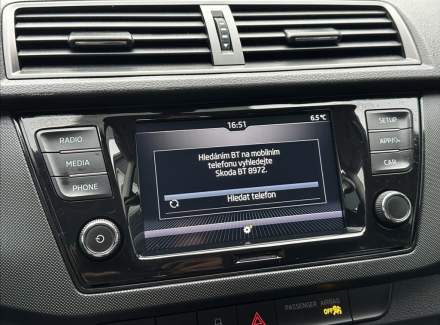 16:51
6.5 °C
RADIO
MEDIA
PHONE
SETUP
APP
CAR
Hledáním BT na mobilním
telefonu vyhledejte
Skoda BT 8972.
Hledat telefon
PASSENGER AIRBAG
OFF